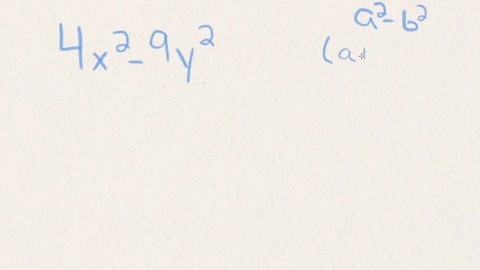 4x² - 9y²
a² - b²
(a